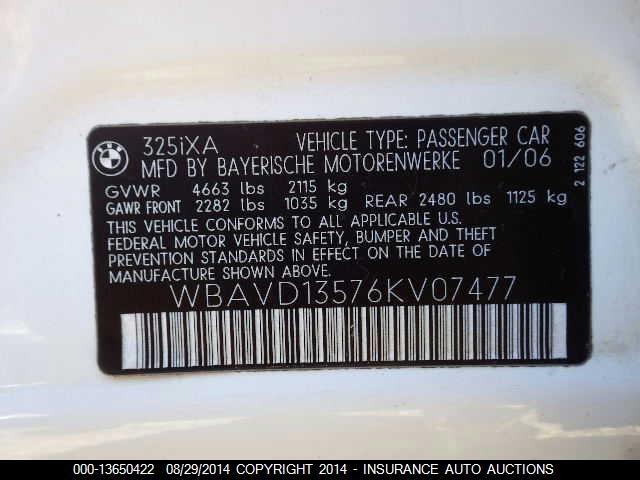 BMW
325iXA VEHICLE TYPE: PASSENGER CAR
MFD BY BAYERISCHE MOTORENWERKE 01/06
GVWR 4663 lbs 2115 kg
GAWR FRONT 2282 lbs 1035 kg REAR 2480 lbs 1125 kg
THIS VEHICLE CONFORMS TO ALL APPLICABLE U.S.
FEDERAL MOTOR VEHICLE SAFETY, BUMPER AND THEFT
PREVENTION STANDARDS IN EFFECT ON THE DATE OF
MANUFACTURE SHOWN ABOVE.
WBAVD13576KV07477
2 122 606
000-13650422 08/29/2014 COPYRIGHT 2014 - INSURANCE AUTO AUCTIONS